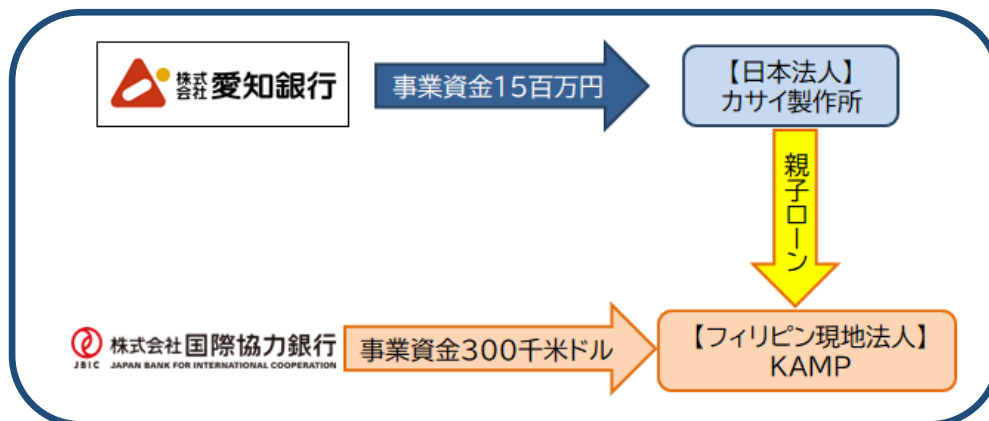 株式会社愛知銀行
事業資金15百万円
【日本法人】
カサイ製作所
親子ローン
JBIC
株式会社国際協力銀行
JAPAN BANK FOR INTERNATIONAL COOPERATION
事業資金300千米ドル
【フィリピン現地法人】
KAMP